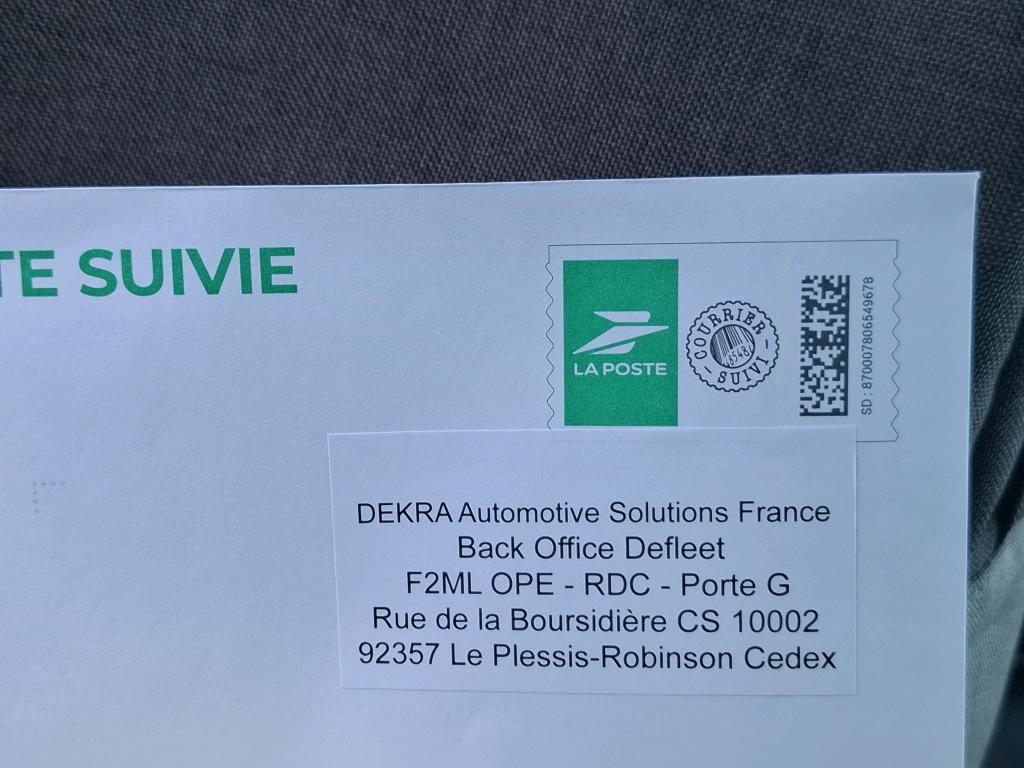 TE SUIVIE
LA POSTE
COURRIER
SUIVI
SD : 870007806549678
DEKRA Automotive Solutions France
Back Office Defleet
F2ML OPE - RDC - Porte G
Rue de la Boursidière CS 10002
92357 Le Plessis-Robinson Cedex